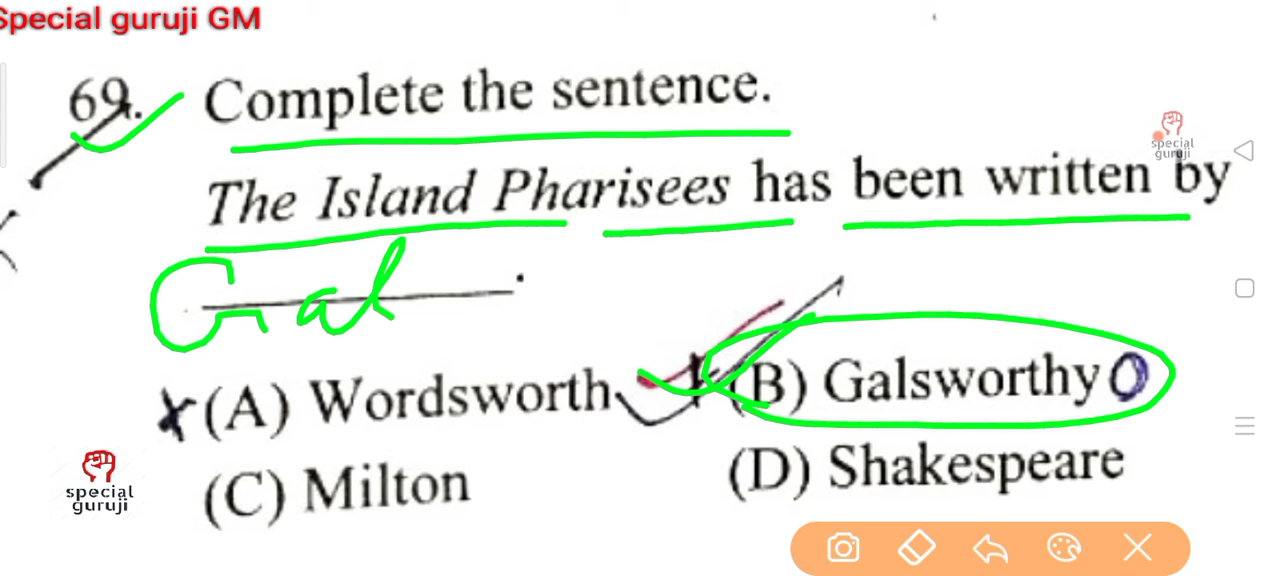 Special guruji GM
69. Complete the sentence.
special
guruji
The Island Pharisees has been written by
Gal
.
(A) Wordsworth
(B) Galsworthy
(C) Milton
(D) Shakespeare
special
guruji